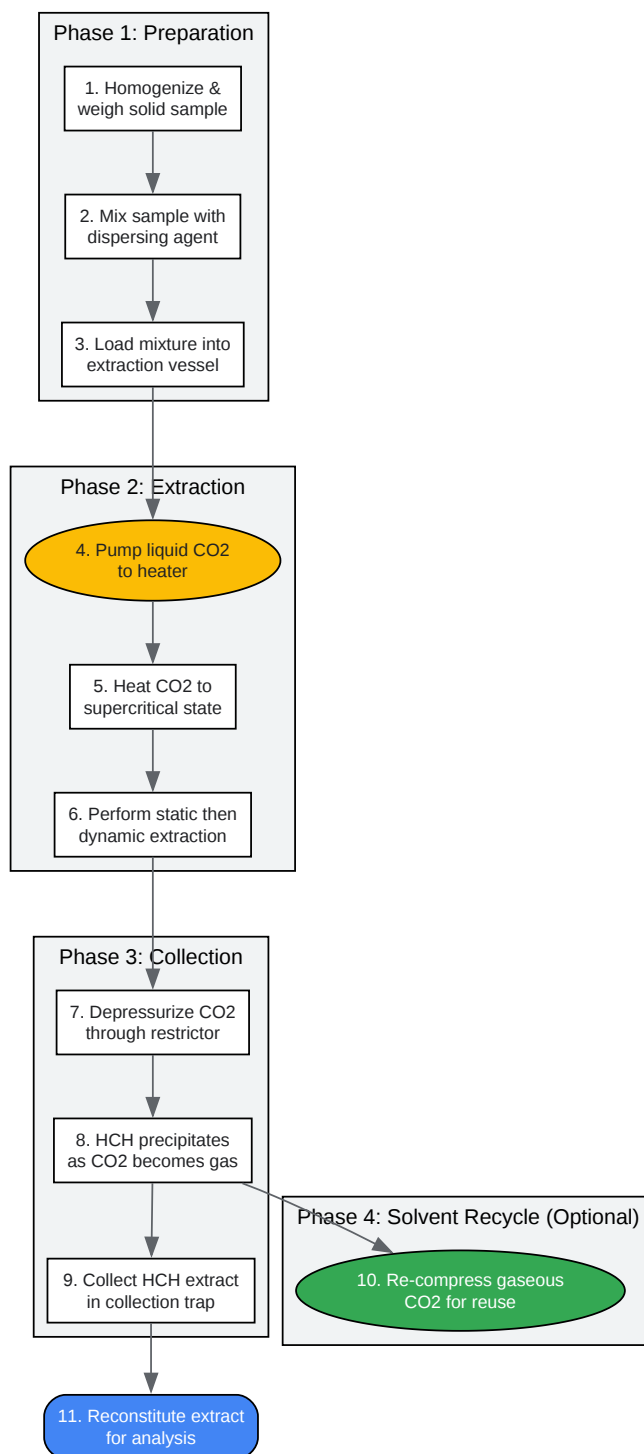 Phase 1: Preparation
1. Homogenize &
weigh solid sample
2. Mix sample with
dispersing agent
3. Load mixture into
extraction vessel
Phase 2: Extraction
4. Pump liquid CO2
to heater
5. Heat CO2 to
supercritical state
6. Perform static then
dynamic extraction
Phase 3: Collection
7. Depressurize CO2
through restrictor
8. HCH precipitates
as CO2 becomes gas
9. Collect HCH extract
in collection trap
Phase 4: Solvent Recycle (Optional)
10. Re-compress gaseous
CO2 for reuse
11. Reconstitute extract
for analysis